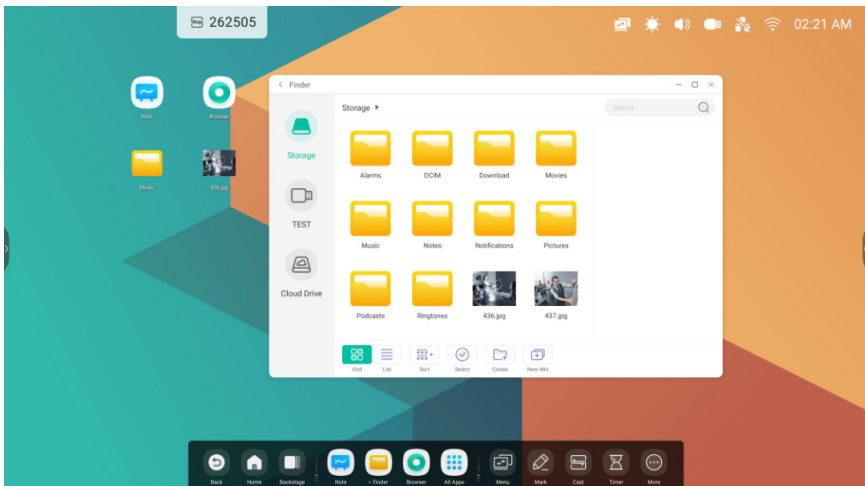 262505
02:21 AM
Note
Browser
Music
436.jpg
Finder
Storage
TEST
Cloud Drive
Storage
Search
Alarms
DCIM
Download
Movies
Music
Notes
Notifications
Pictures
Podcasts
Ringtones
436.jpg
437.jpg
Grid
List
Sort
Select
Create
New Win
Back
Home
Backstage
Note
• Finder
Browser
All Apps
Menu
Mark
Cast
Timer
More